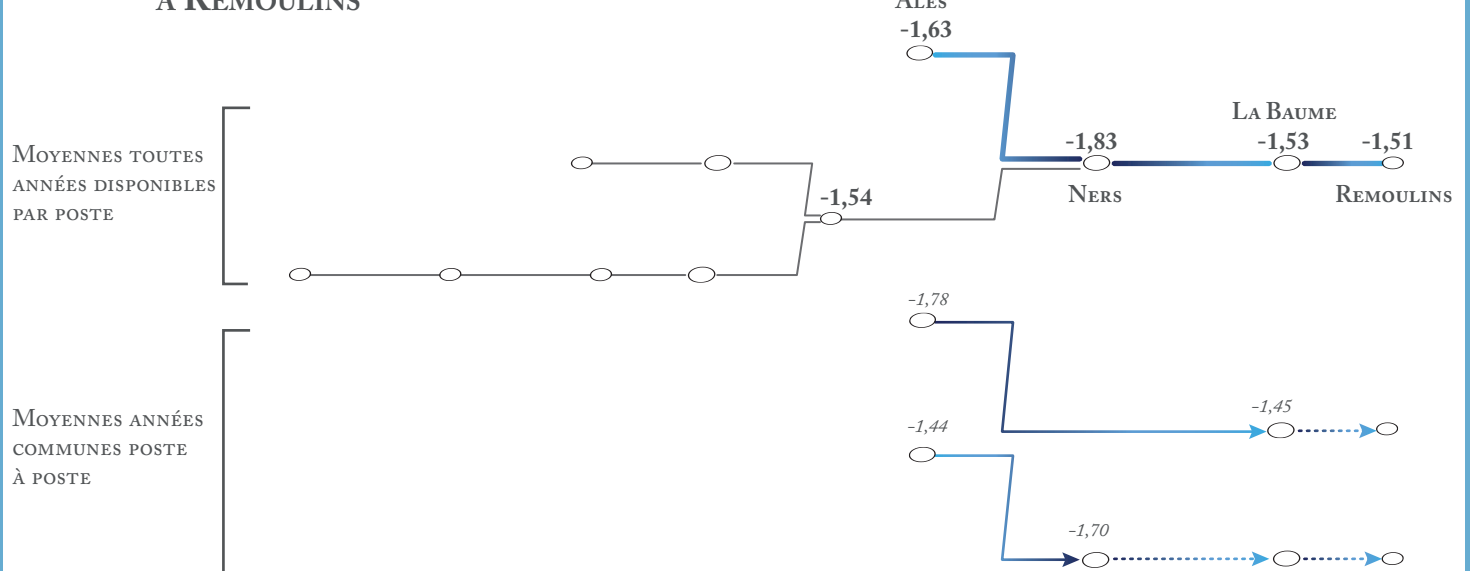 à Remoulins
Alès
-1,63
La Baume
Moyennes toutes
années disponibles
par poste
-1,83
-1,53
-1,51
-1,54
Ners
Remoulins
-1,78
Moyennes années
communes poste
à poste
-1,45
-1,44
-1,70